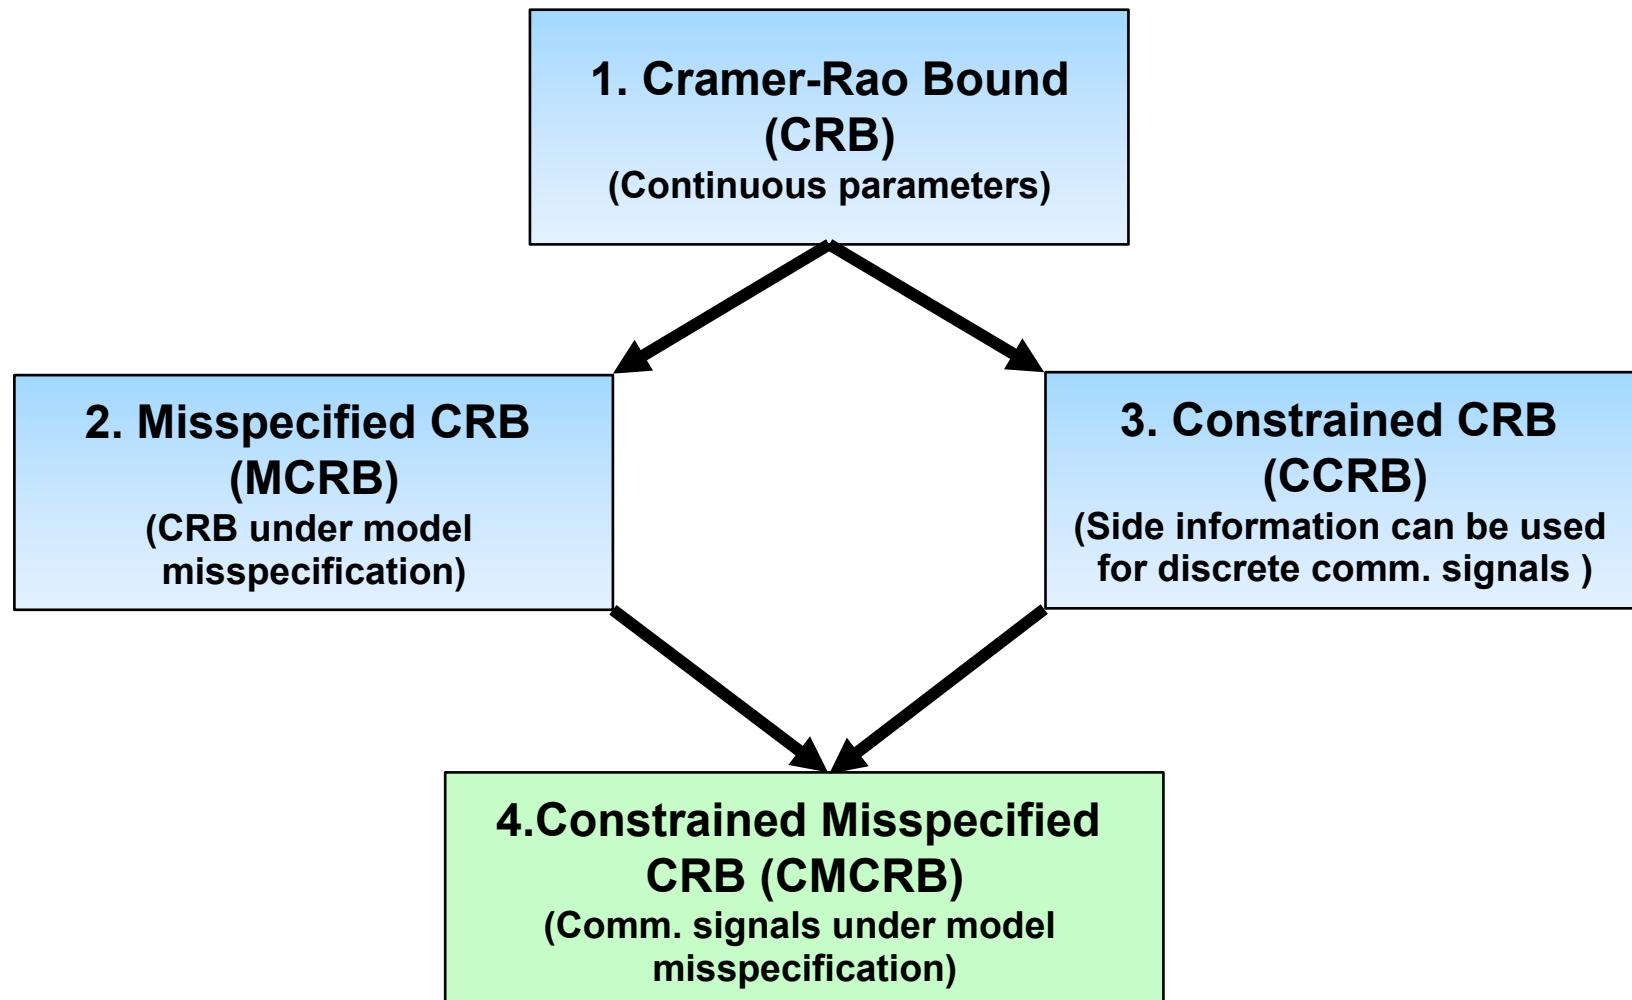 1. Cramer-Rao Bound
(CRB)
(Continuous parameters)
2. Misspecified CRB
(MCRB)
(CRB under model
misspecification)
3. Constrained CRB
(CCRB)
(Side information can be used
for discrete comm. signals )
4.Constrained Misspecified
CRB (CMCRB)
(Comm. signals under model
misspecification)